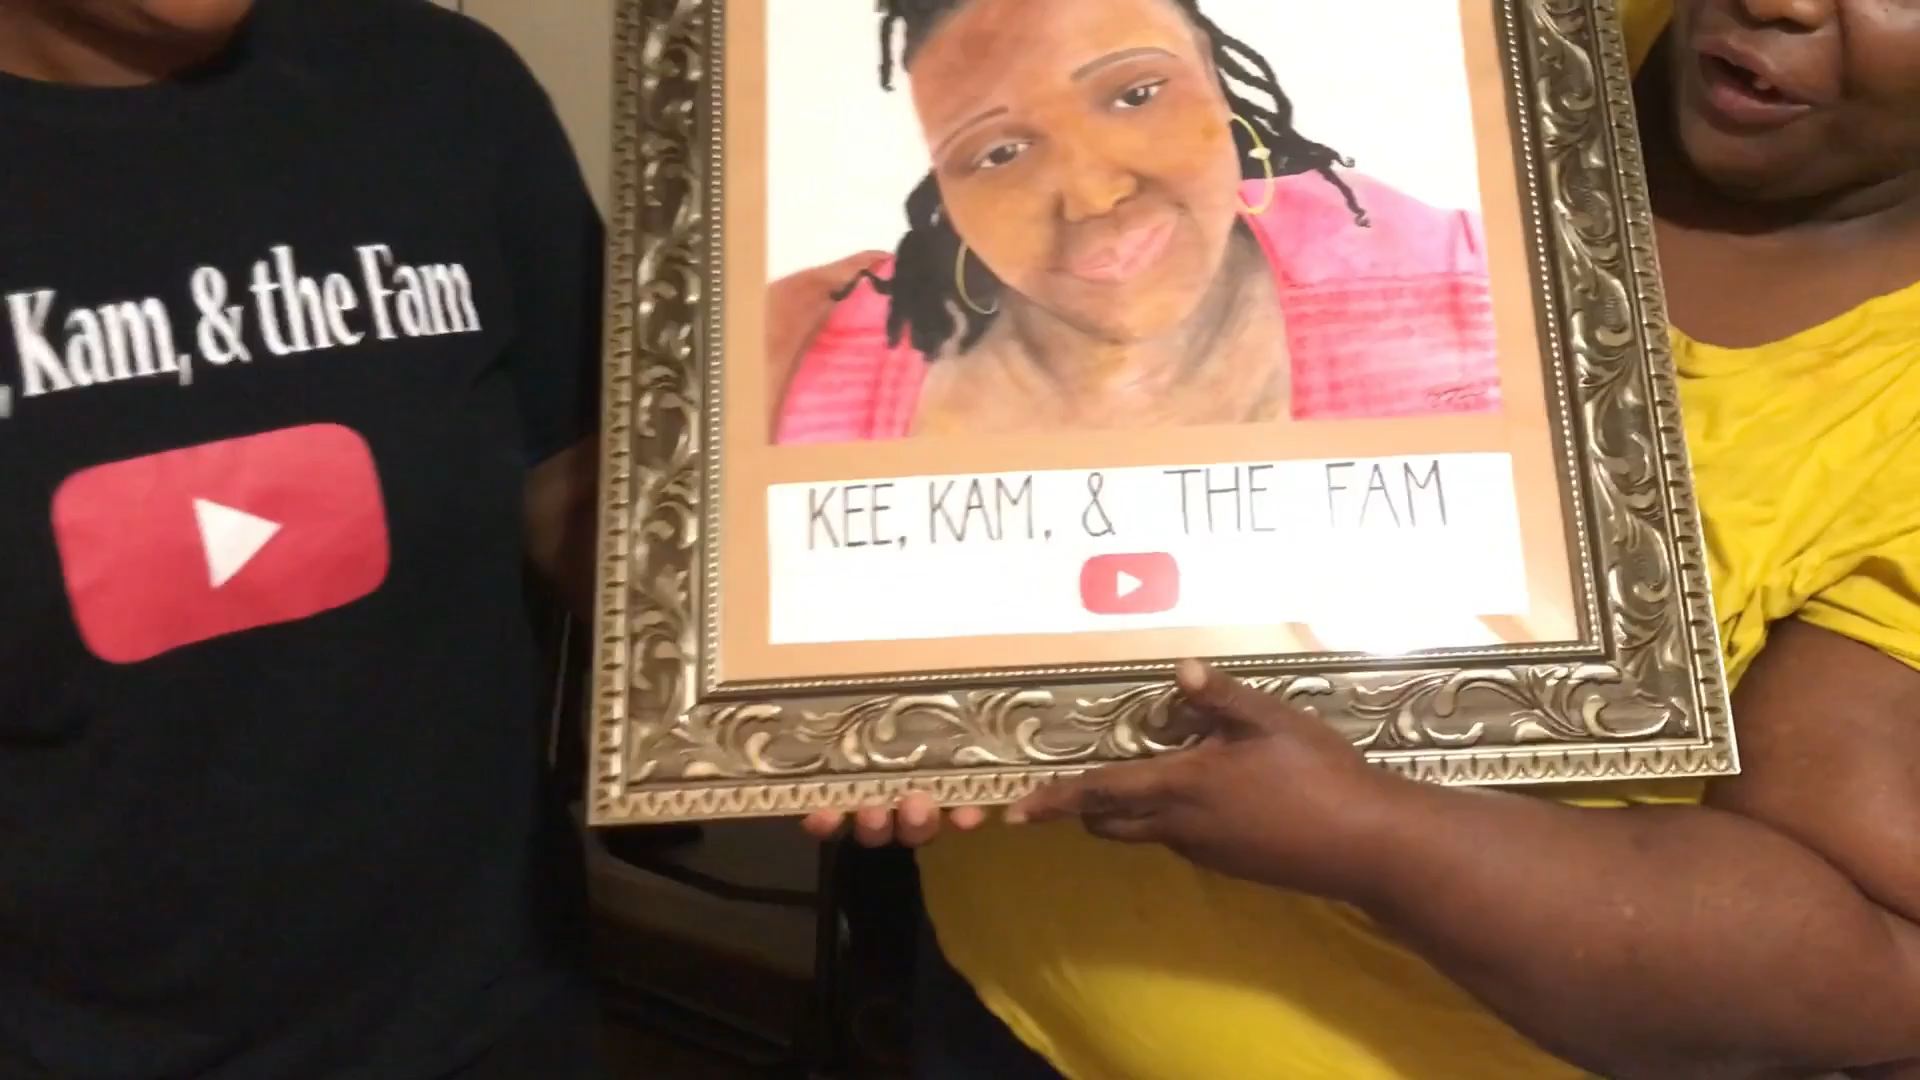 , Kam, & the Fam
KEE, KAM, & THE FAM